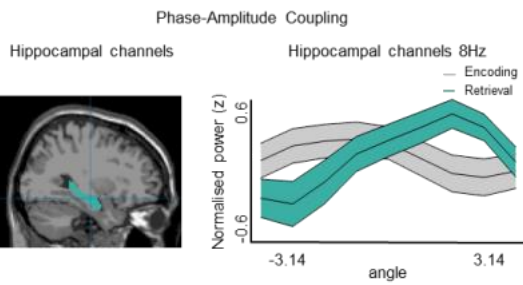 Phase-Amplitude Coupling
Hippocampal channels
Hippocampal channels 8Hz
Encoding
Retrieval
Normalised power (z)
0.6
-0.6
-3.14
3.14
angle